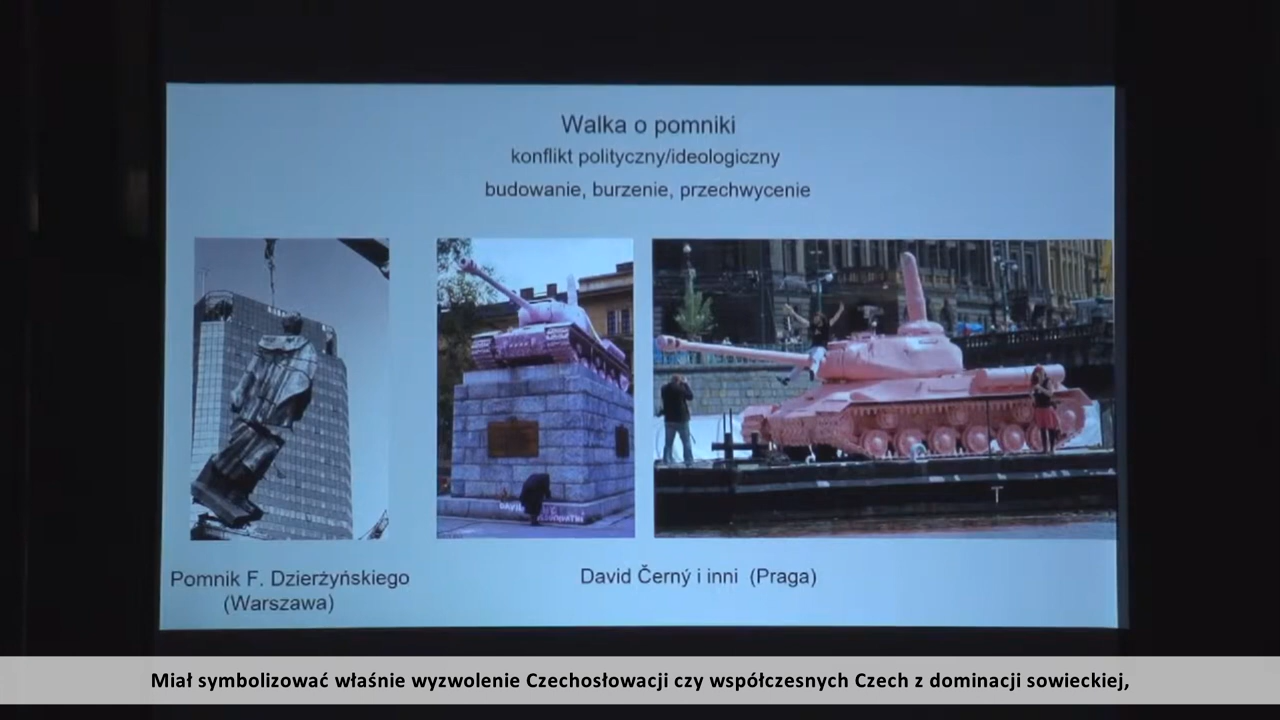 Walka o pomniki
konflikt polityczny/ideologiczny
budowanie, burzenie, przechwycenie
Pomnik F. Dzierżyńskiego
(Warszawa)
David Černý i inni (Praga)
Miał symbolizować właśnie wyzwolenie Czechosłowacji czy współczesnych Czech z dominacji sowieckiej,